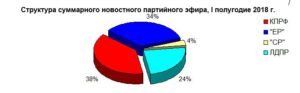 Структура суммарного новостного партийного эфира, I полугодие 2018 г.
34%
4%
38%
24%
КПРФ
"ЕР"
"СР"
ЛДПР